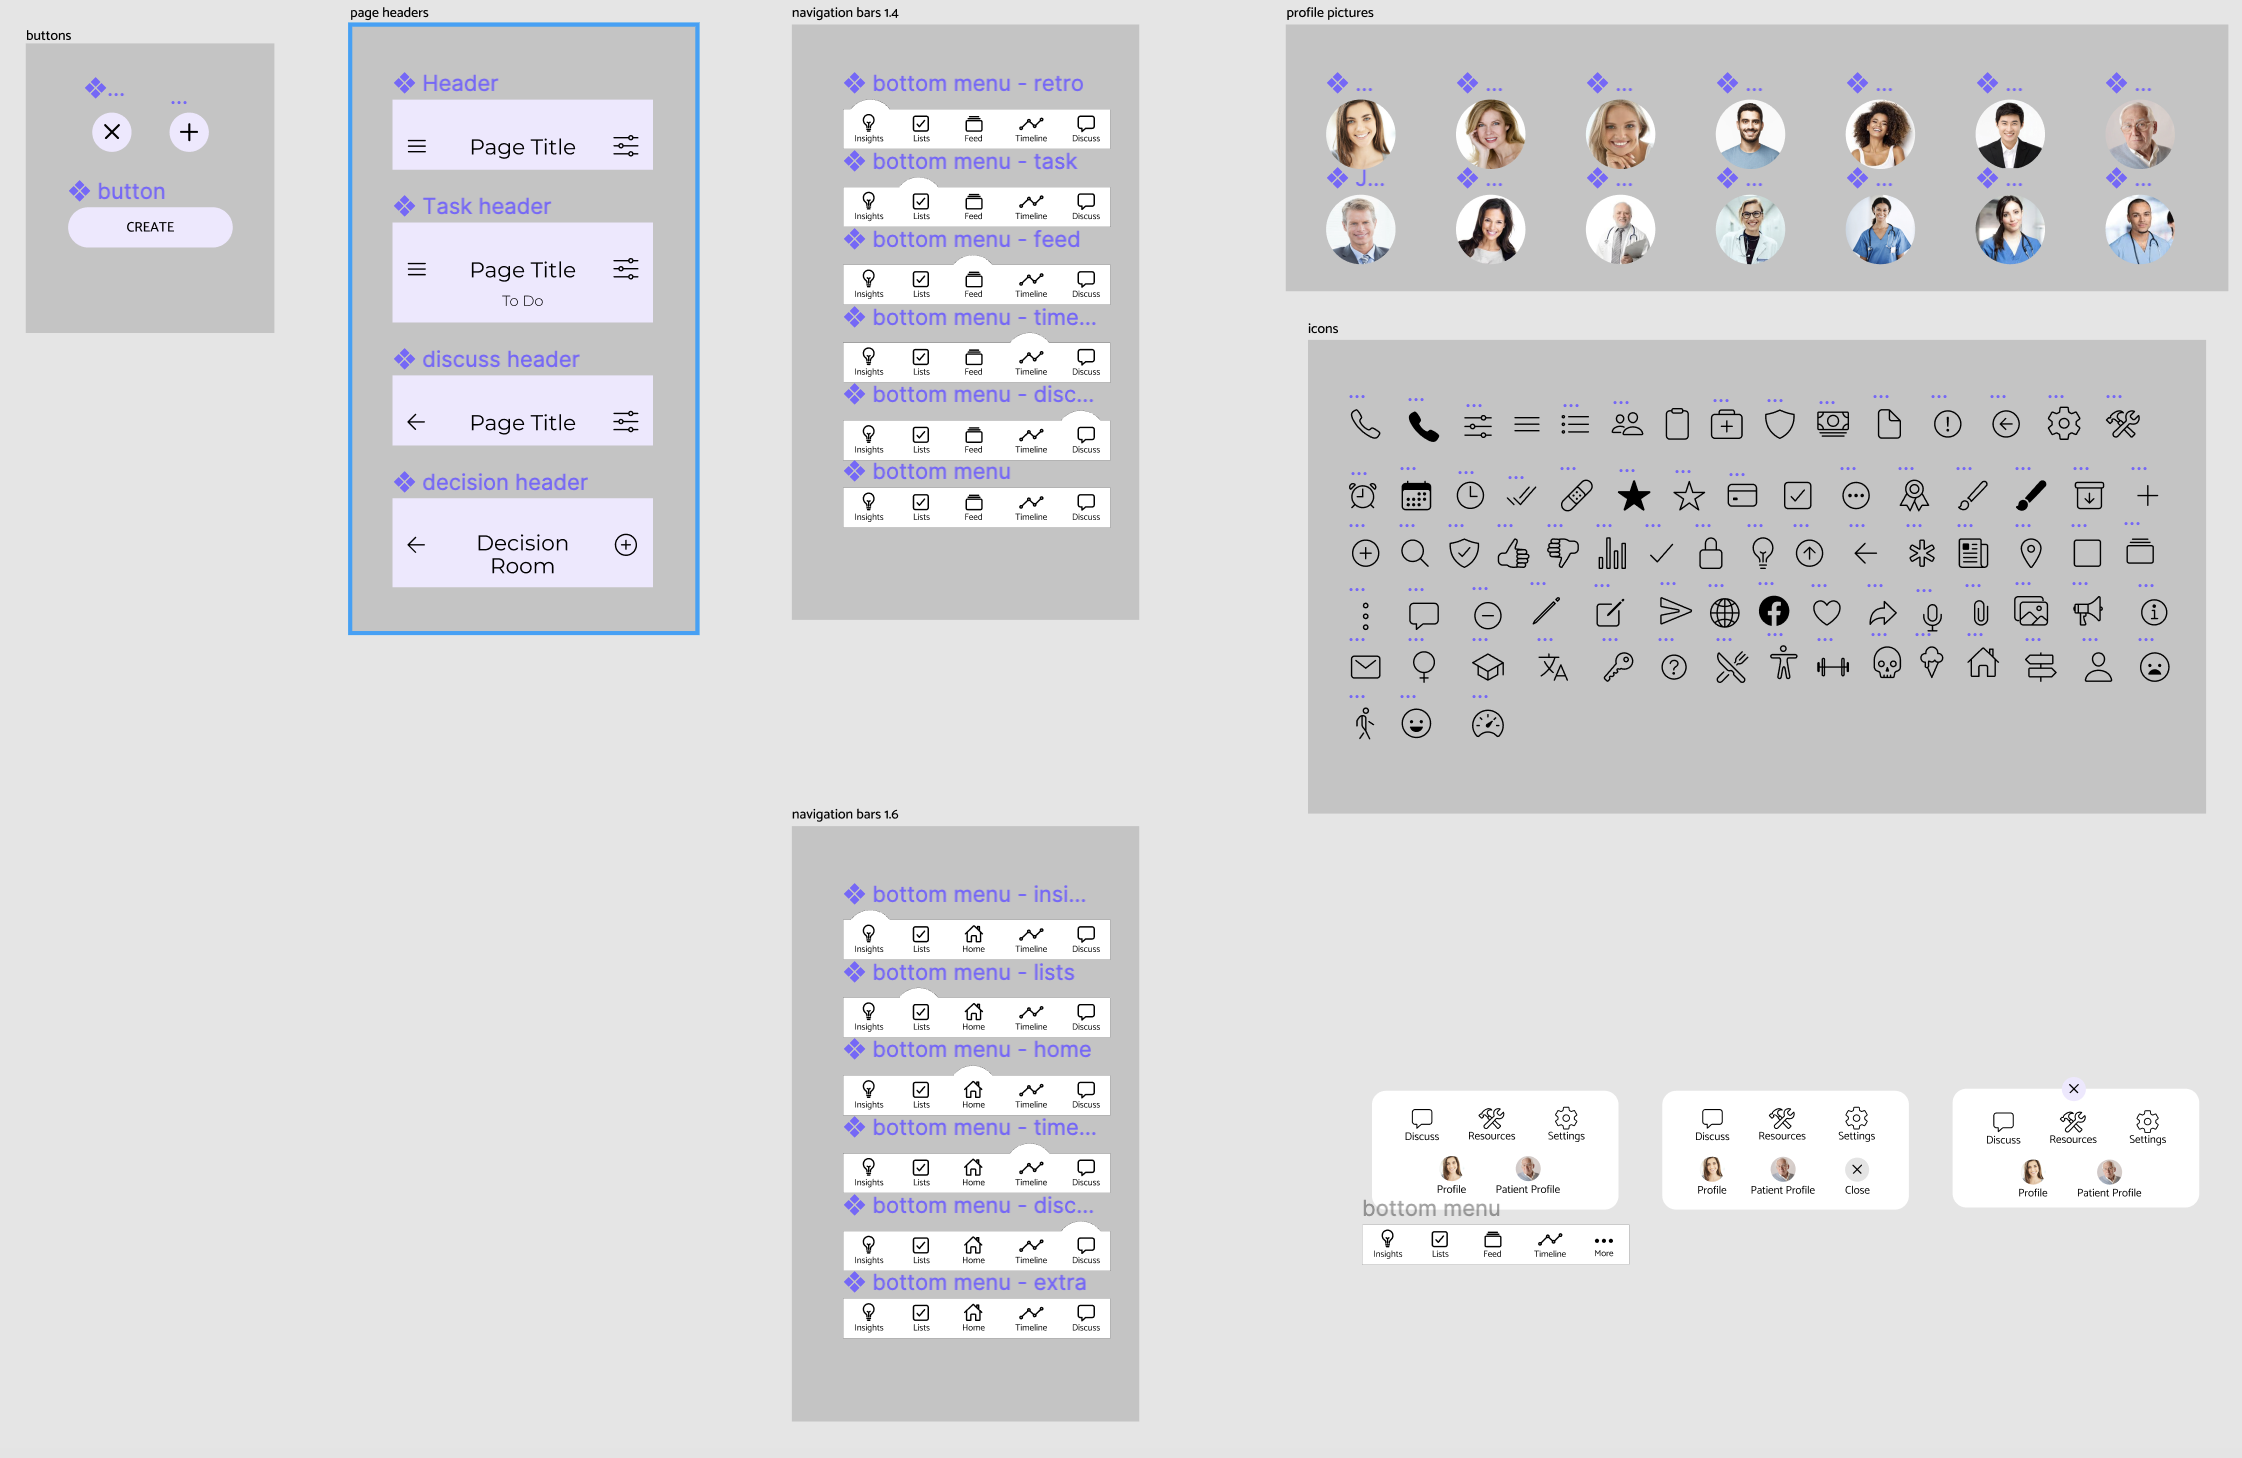 buttons
...
...
button
CREATE
page headers
Header
Page Title
Task header
Page Title
To Do
discuss header
Page Title
decision header
Decision
Room
navigation bars 1.4
bottom menu - retro
Insights Lists Feed Timeline Discuss
bottom menu - task
Insights Lists Feed Timeline Discuss
bottom menu - feed
Insights Lists Feed Timeline Discuss
bottom menu - time...
Insights Lists Feed Timeline Discuss
bottom menu - disc...
Insights Lists Feed Timeline Discuss
bottom menu
Insights Lists Feed Timeline Discuss
navigation bars 1.6
bottom menu - insi...
Insights Lists Home Timeline Discuss
bottom menu - lists
Insights Lists Home Timeline Discuss
bottom menu - home
Insights Lists Home Timeline Discuss
bottom menu - time...
Insights Lists Home Timeline Discuss
bottom menu - disc...
Insights Lists Home Timeline Discuss
bottom menu - extra
Insights Lists Home Timeline Discuss
profile pictures
... ... ... ... ... ... ...
J... ... ... ... ... ... ...
icons
Discuss Resources Settings
Profile Patient Profile
bottom menu
Insights Lists Feed Timeline More
Discuss Resources Settings
Profile Patient Profile Close
Discuss Resources Settings
Profile Patient Profile